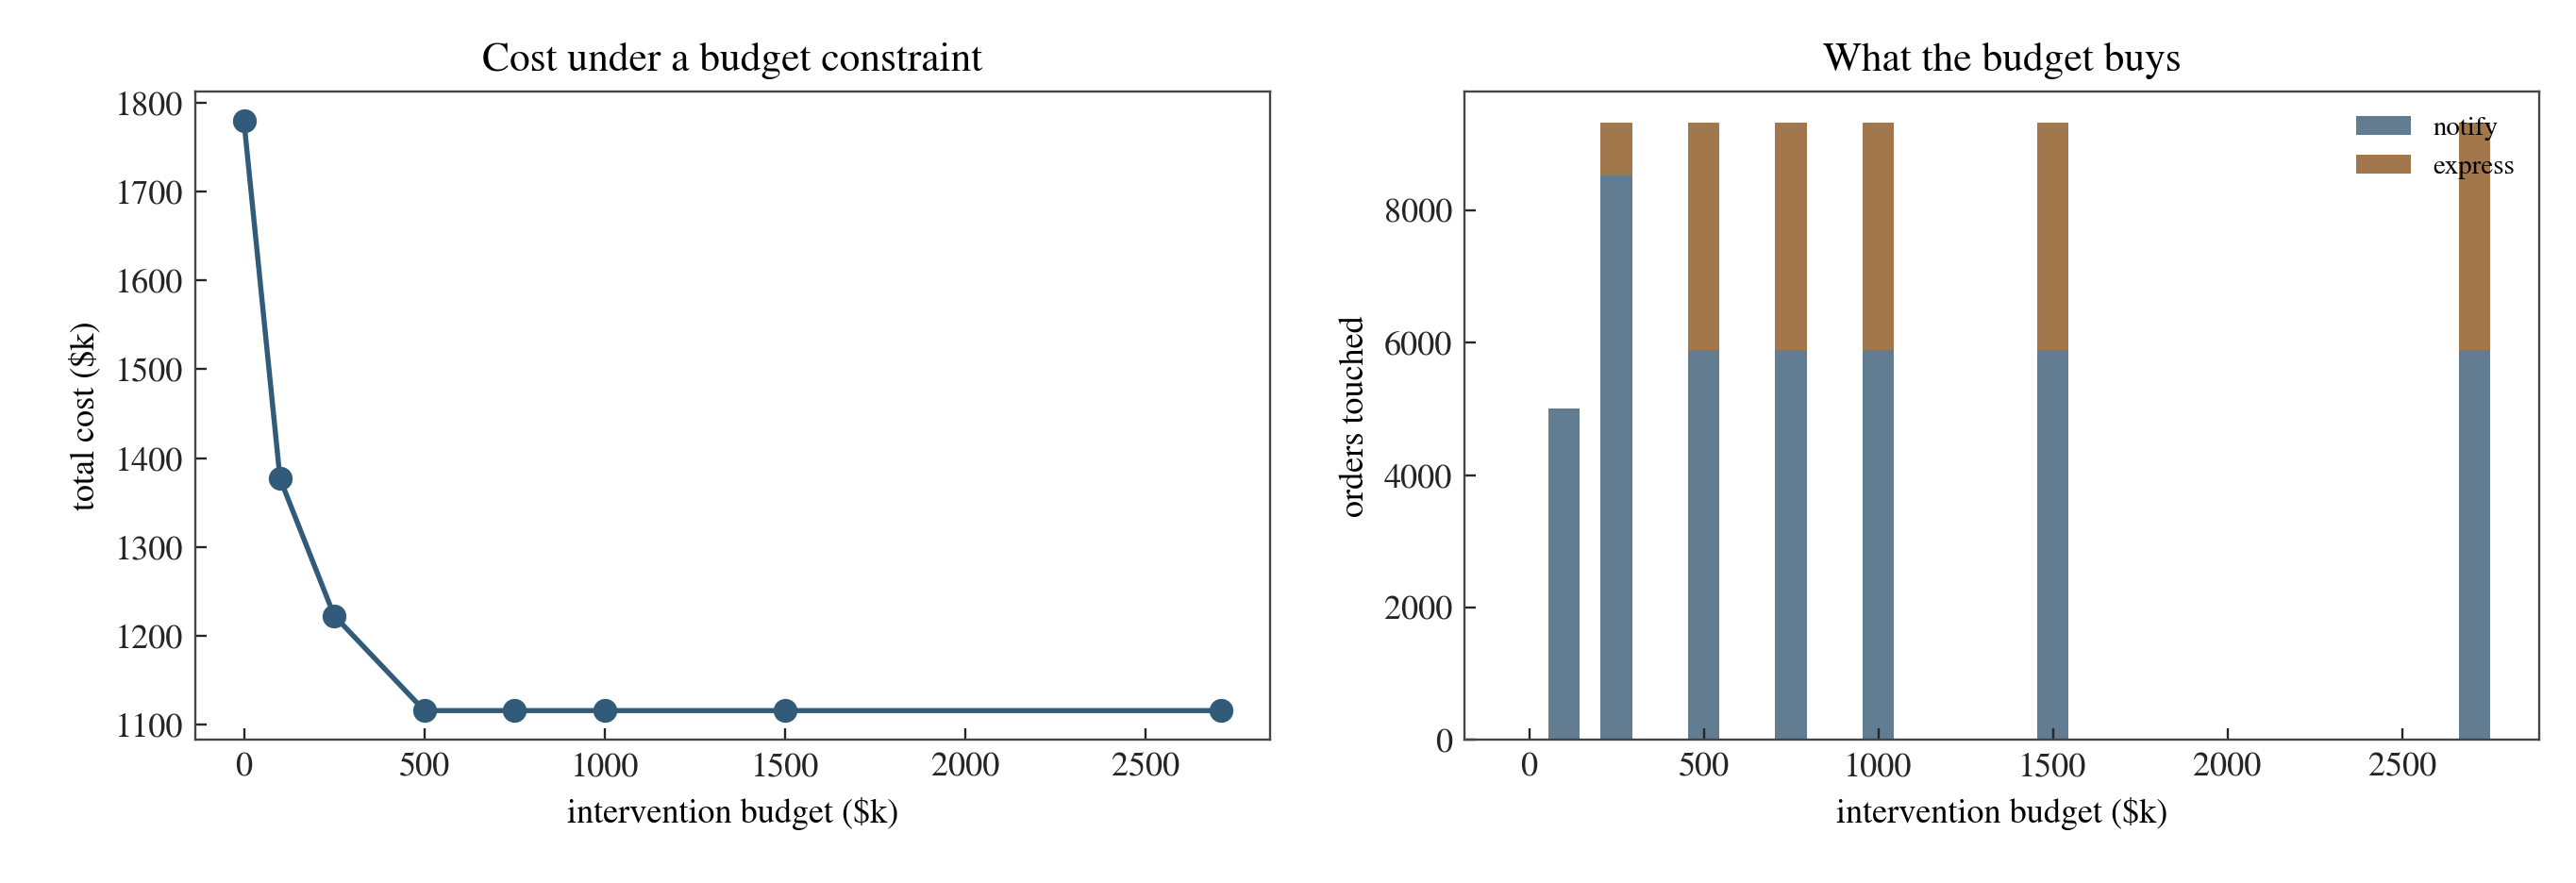 Cost under a budget constraint
1800
1700
1600
1500
1400
1300
1200
1100
total cost ($k)
0 500 1000 1500 2000 2500
intervention budget ($k)
What the budget buys
notify
express
8000
6000
4000
2000
0
orders touched
0 500 1000 1500 2000 2500
intervention budget ($k)